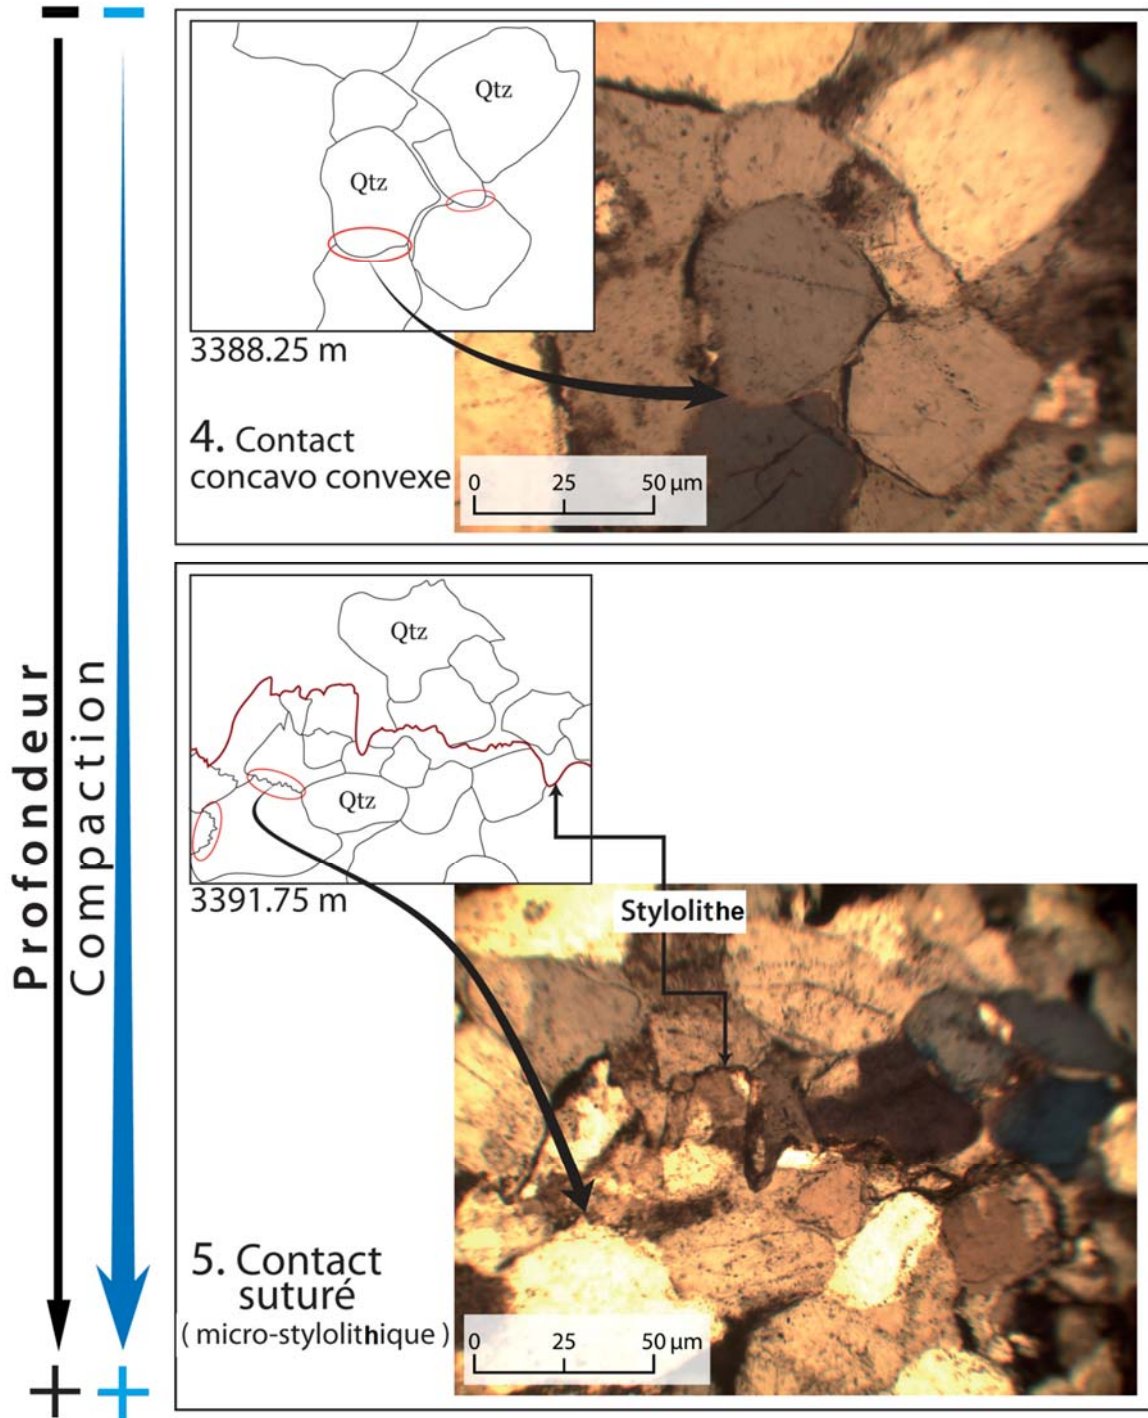 Profondeur
Compaction
Qtz
Qtz
3388.25 m
4. Contact
concavo convexe
0 25 50 µm
Qtz
Qtz
3391.75 m
Stylolithe
5. Contact
suturé
( micro-stylolithique )
0 31 50 µm